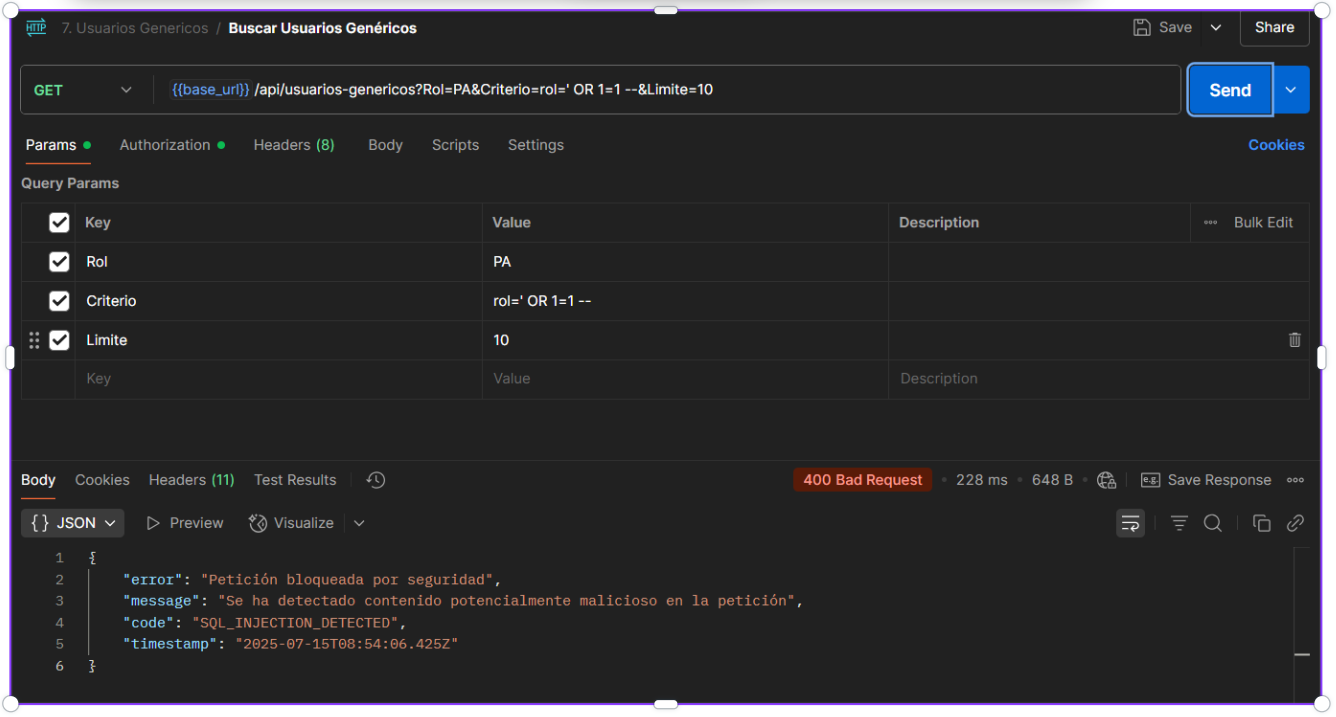 HTTP 7. Usuarios Genericos / Buscar Usuarios Genéricos Save Share
GET {{base_url}} /api/usuarios-genericos?Rol=PA&Criterio=rol=' OR 1=1 --&Limite=10 Send
Params Authorization Headers (8) Body Scripts Settings Cookies
Query Params
Key Value Description Bulk Edit
Rol PA
Criterio rol=' OR 1=1 --
Limite 10
Key Value Description
Body Cookies Headers (11) Test Results 400 Bad Request 228 ms 648 B e.g. Save Response
{} JSON Preview Visualize
1 {
2 "error": "Petición bloqueada por seguridad",
3 "message": "Se ha detectado contenido potencialmente malicioso en la petición",
4 "code": "SQL_INJECTION_DETECTED",
5 "timestamp": "2025-07-15T08:54:06.425Z"
6 }